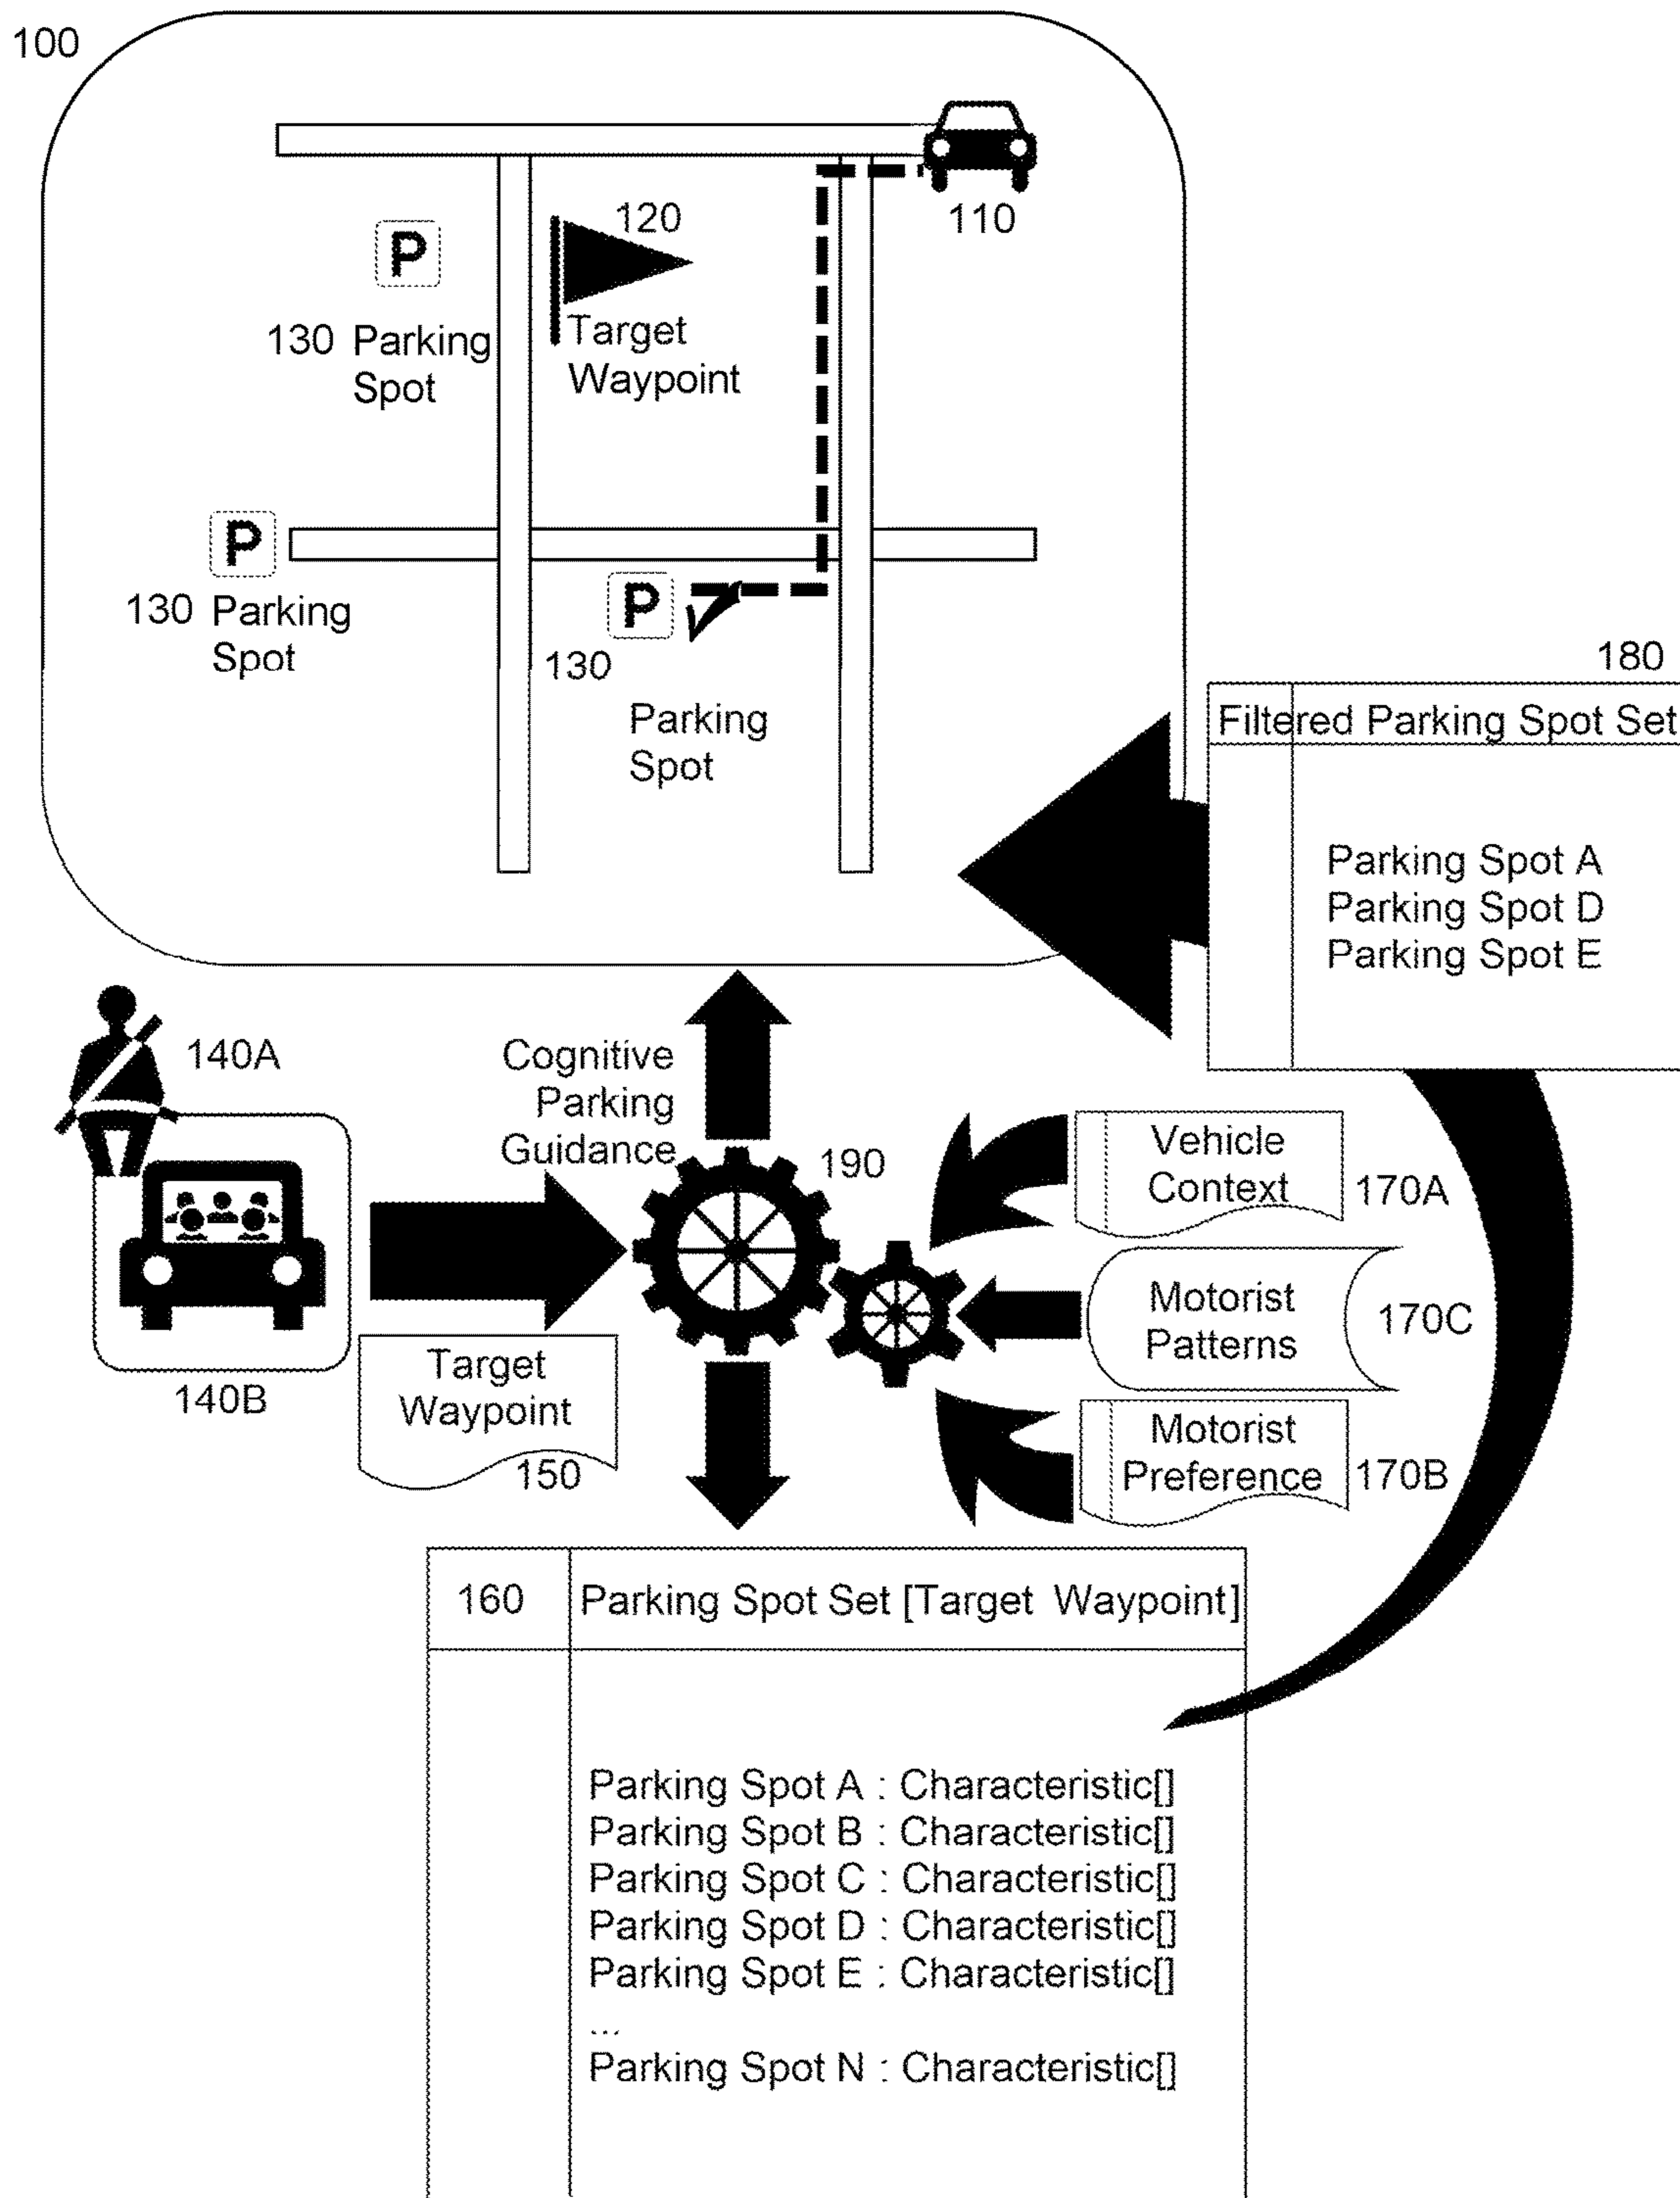 100
110
120
P
Target
Waypoint
130 Parking
Spot
P
130 Parking
Spot
P
130
Parking
Spot
180
Filtered Parking Spot Set
Parking Spot A
Parking Spot D
Parking Spot E
140A
Cognitive
Parking
Guidance
190
Vehicle
Context
170A
Motorist
Patterns
170C
140B
Target
Waypoint
150
Motorist
Preference
170B
160 Parking Spot Set [Target Waypoint]
Parking Spot A : Characteristic[]
Parking Spot B : Characteristic[]
Parking Spot C : Characteristic[]
Parking Spot D : Characteristic[]
Parking Spot E : Characteristic[]
...
Parking Spot N : Characteristic[]